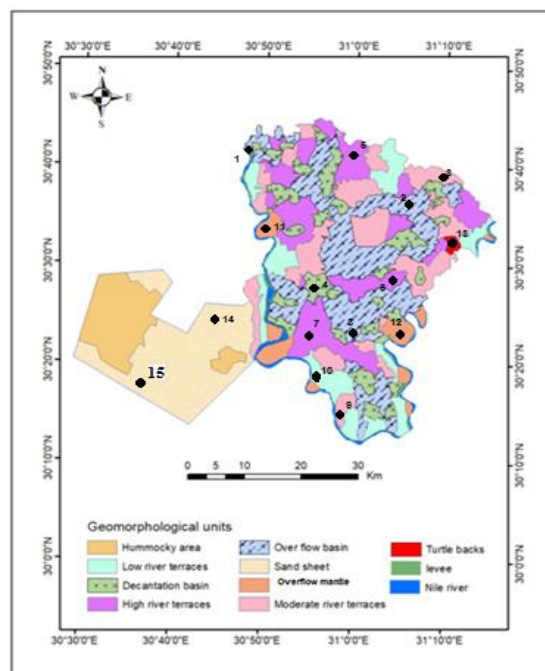 30°30'0"E 30°40'0"E 30°50'0"E 31°0'0"E 31°10'0"E
N
W E
S
30°50'0"N 30°50'0"N
30°40'0"N 30°40'0"N
30°30'0"N 30°30'0"N
30°20'0"N 30°20'0"N
30°10'0"N 30°10'0"N
30°0'0"N 30°0'0"N
1
5
2
13
11
4
7
12
14
15
10
9
0 5 10 20 30
Km
Geomorphological units
Hummocky area Over flow basin Turtle backs
Low river terraces Sand sheet levee
Decantation basin Overflow mantle Nile river
High river terraces Moderate river terraces
30°30'0"E 30°40'0"E 30°50'0"E 31°0'0"E 31°10'0"E